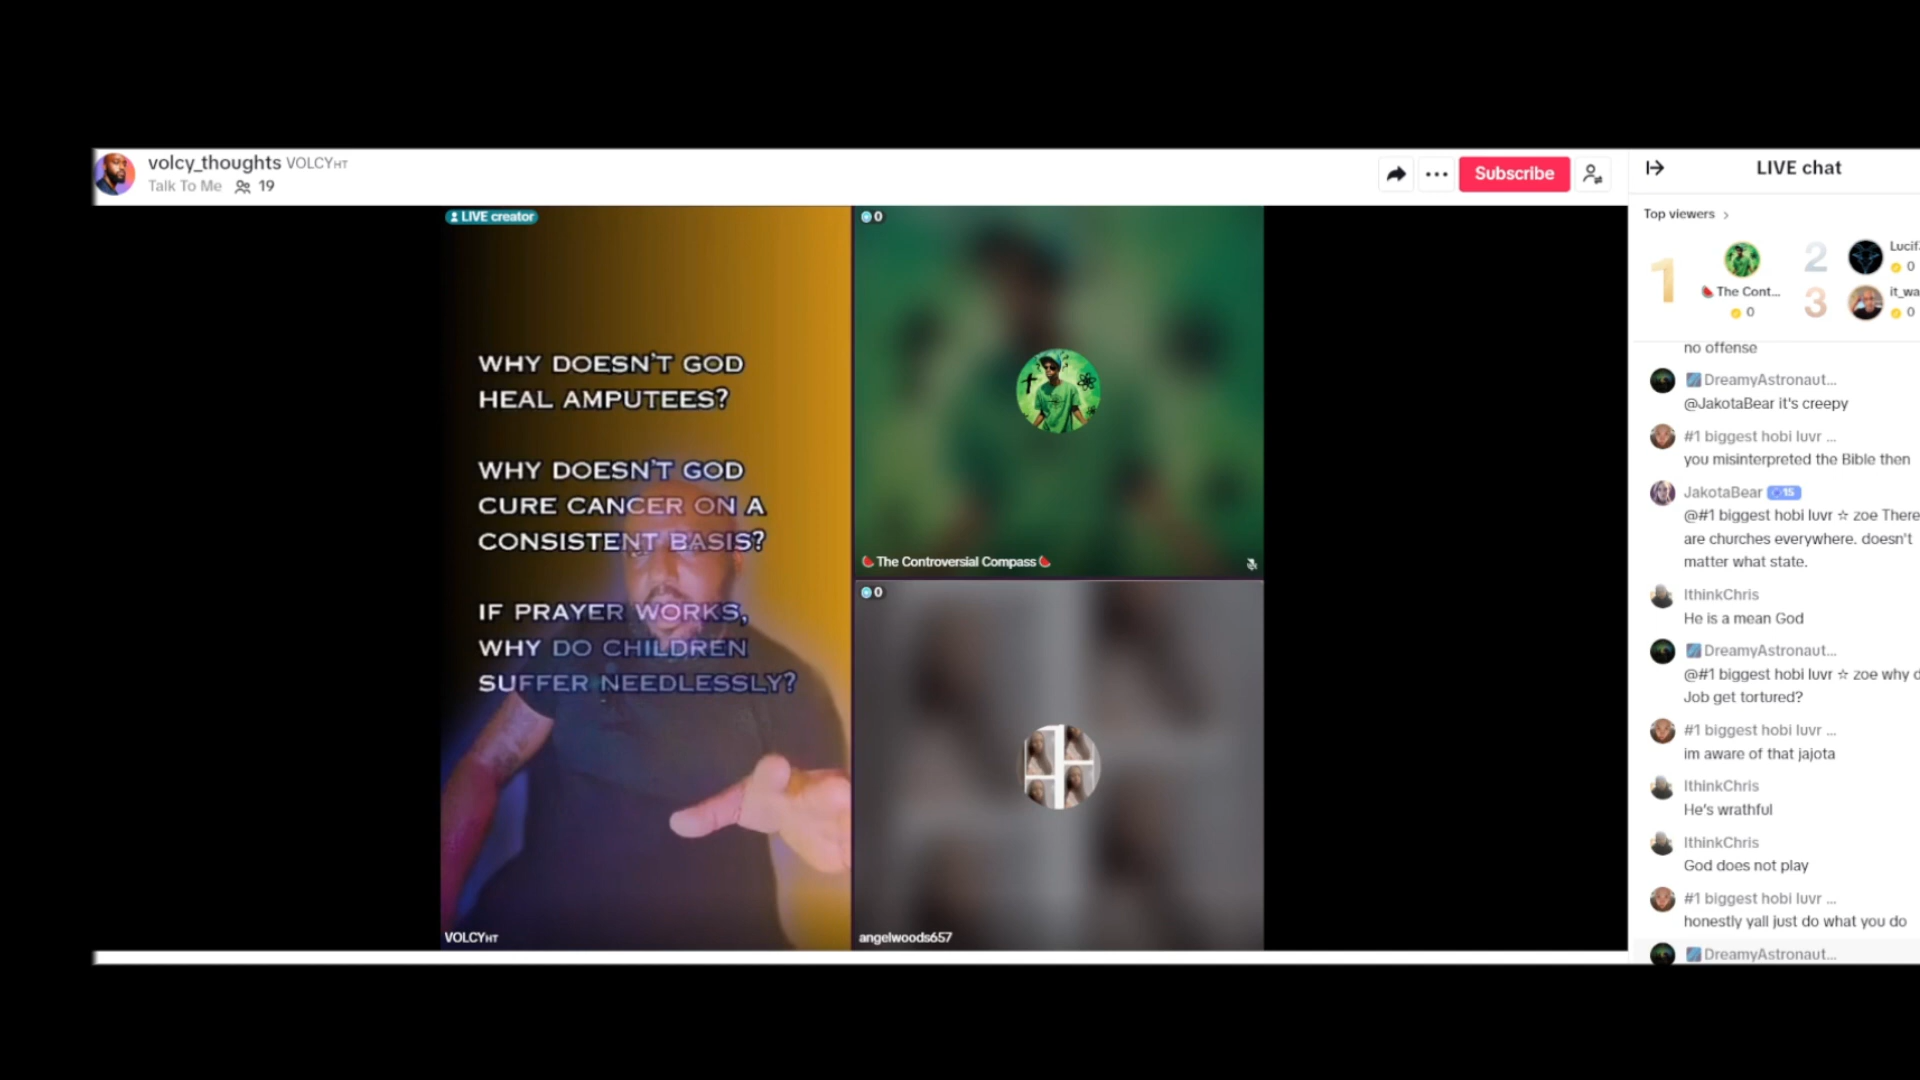 volcy_thoughts VOLCYHT
Talk To Me 19
Subscribe
LIVE chat
Top viewers
LIVE creator
0
WHY DOESN'T GOD
HEAL AMPUTEES?
WHY DOESN'T GOD
CURE CANCER ON A
CONSISTENT BASIS?
IF PRAYER WORKS,
WHY DO CHILDREN
SUFFER NEEDLESSLY?
VOLCYHT
🍉The Controversial Compass🍉
0
angelwoods657
1
🍉 The Cont...
0
2
Lucif
0
3
it_wa
0
no offense
DreamyAstronaut...
@JakotaBear it's creepy
#1 biggest hobi luvr ...
you misinterpreted the Bible then
JakotaBear 15
@#1 biggest hobi luvr ☆ zoe There
are churches everywhere. doesn't
matter what state.
IthinkChris
He is a mean God
DreamyAstronaut...
@#1 biggest hobi luvr ☆ zoe why d
Job get tortured?
#1 biggest hobi luvr ...
im aware of that jajota
IthinkChris
He's wrathful
IthinkChris
God does not play
#1 biggest hobi luvr ...
honestly yall just do what you do
DreamyAstronaut...